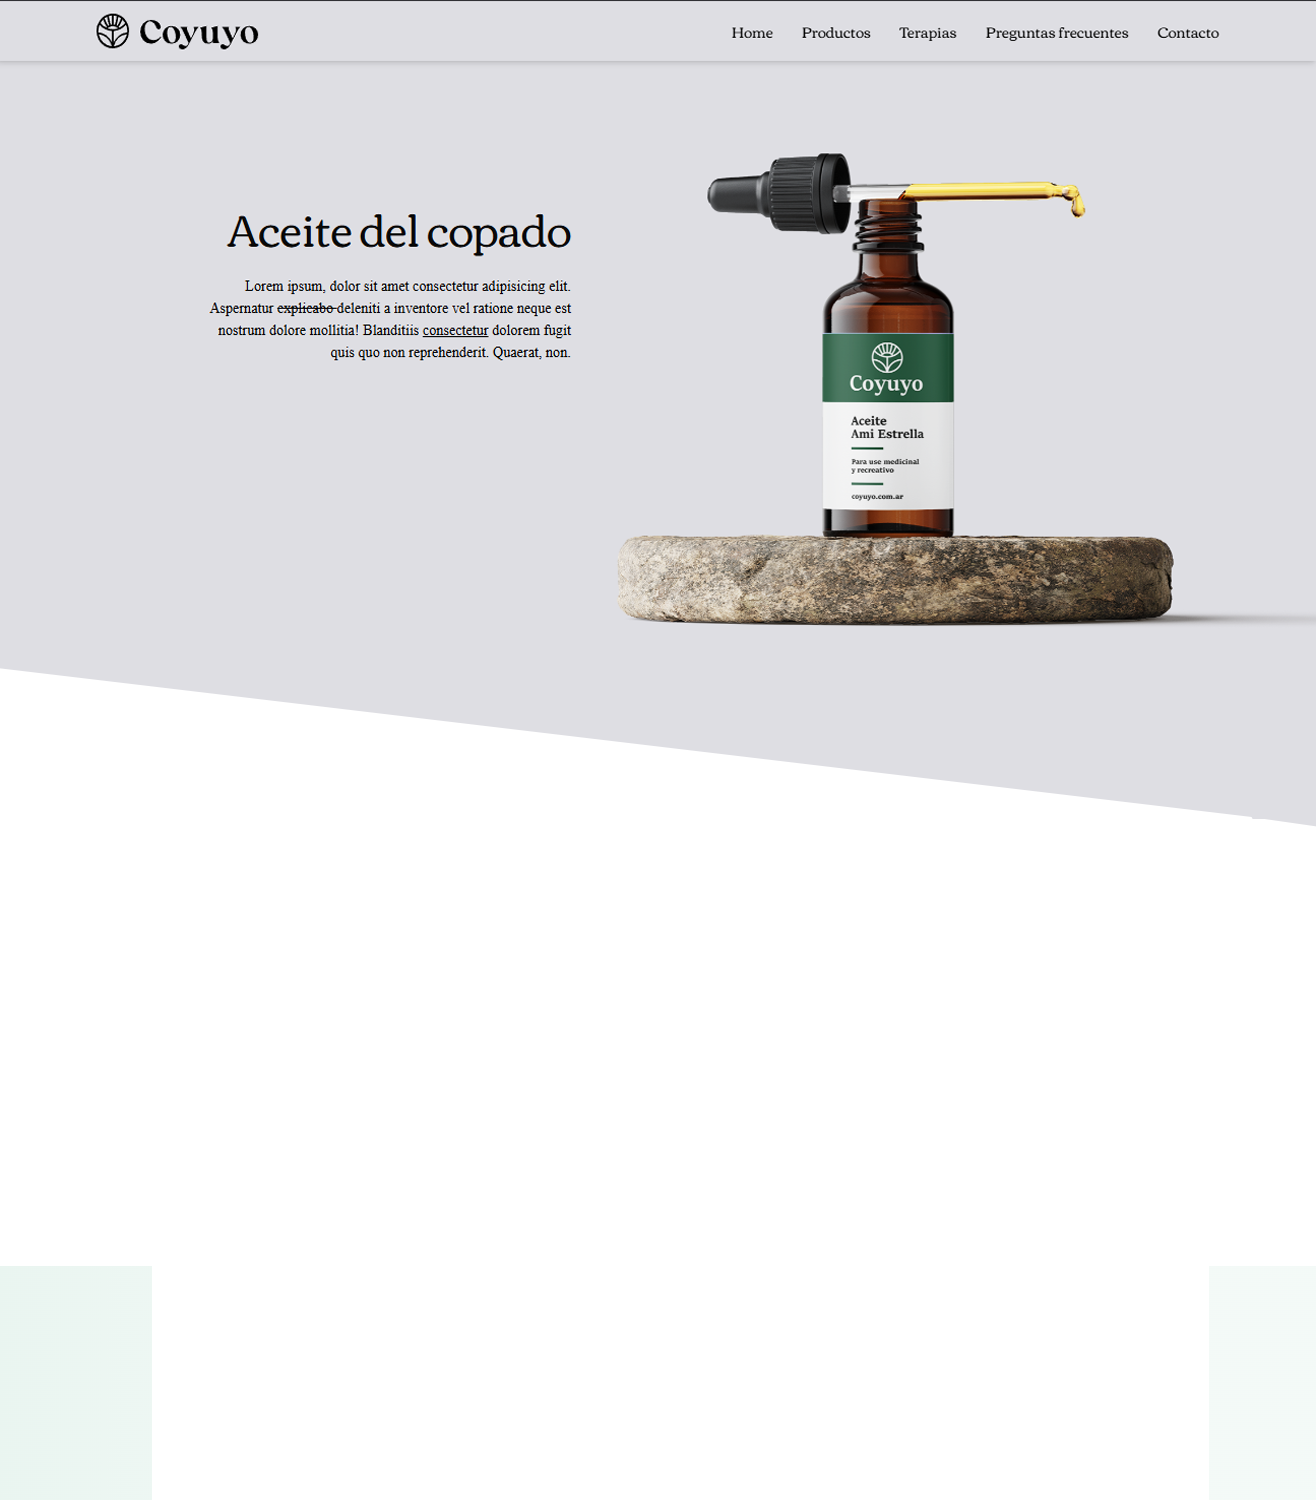 Coyuyo
Home Productos Terapias Preguntas frecuentes Contacto
Aceite del copado
Lorem ipsum, dolor sit amet consectetur adipisicing elit.
Aspernatur explicabo deleniti a inventore vel ratione neque est
nostrum dolore mollitia! Blanditiis consectetur dolorem fugit
quis quo non reprehenderit. Quaerat, non.
Coyuyo
Aceite
Ami Estrella
Para use medicinal
y recreativo
coyuyo.com.ar